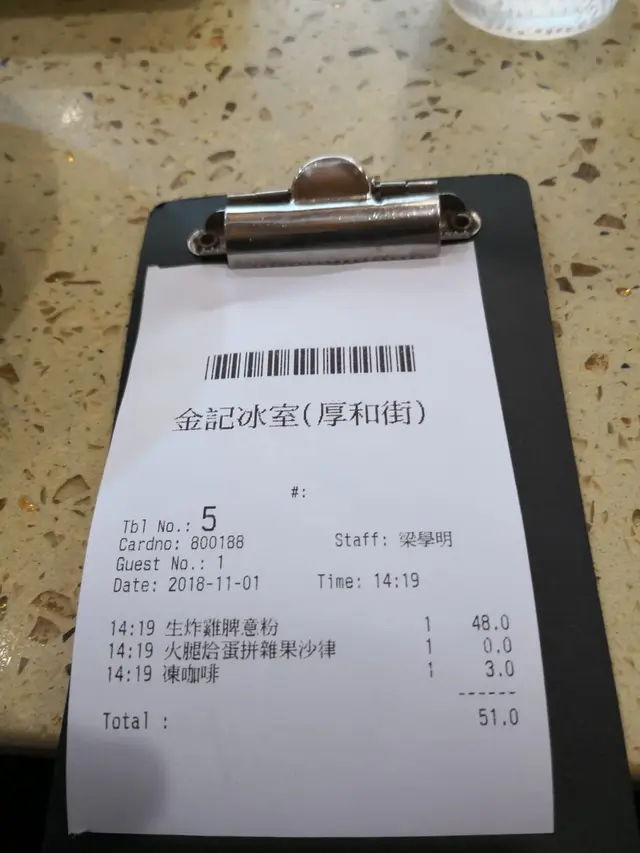 金記冰室(厚和街)
#:
Tbl No.: 5
Cardno: 800188 Staff: 梁學明
Guest No.: 1
Date: 2018-11-01 Time: 14:19
14:19 生炸雞脾意粉 1 48.0
14:19 火腿烚蛋拼雜果沙律 1 0.0
14:19 凍咖啡 1 3.0
------
Total : 51.0